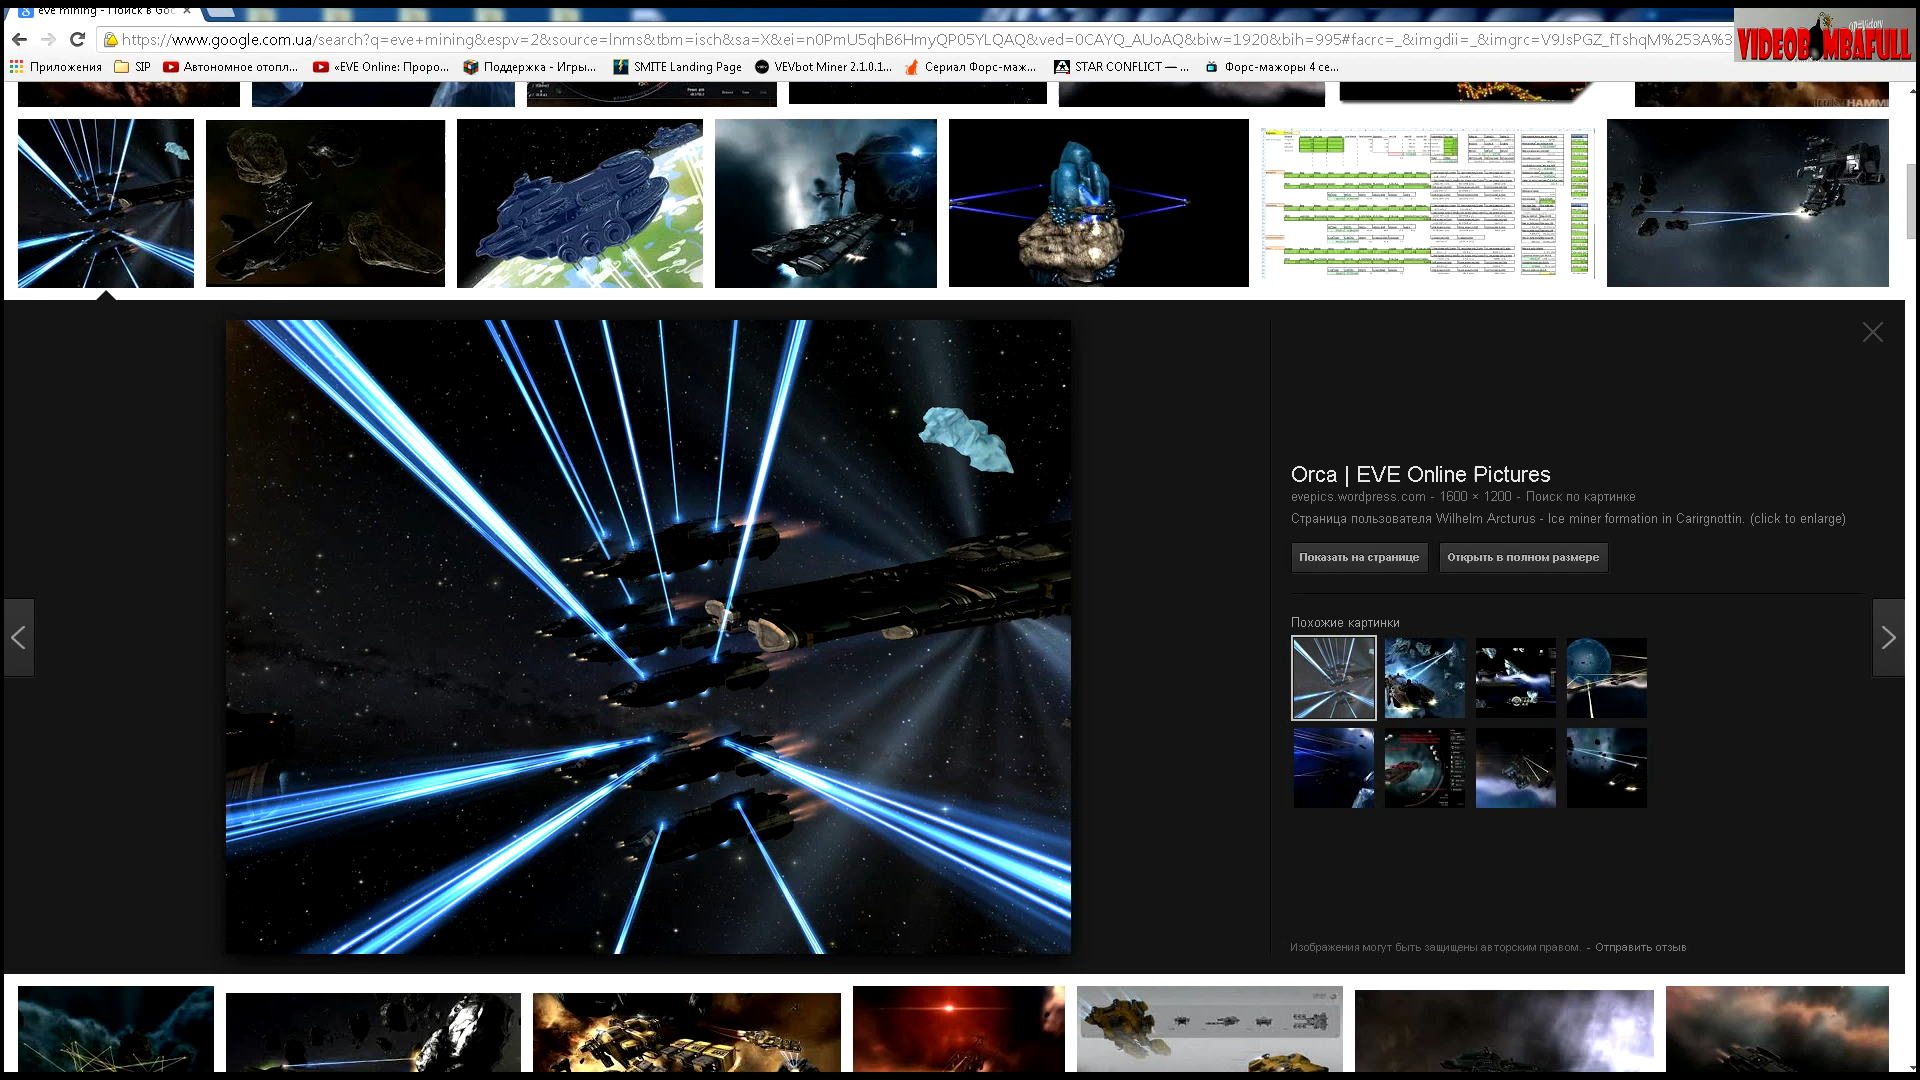 eve mining - Поиск в Goo
https://www.google.com.ua/search?q=eve+mining&espv=2&source=lnms&tbm=isch&sa=X&ei=n0PmU5qhB6HmyQP05YLQAQ&ved=0CAYQ_AUoAQ&biw=1920&bih=995#facrc=_&imgdii=_&imgrc=V9JsPGZ_fTshqM%253A%3
VIDEOBOMBAFULL
Приложения SIP Автономное отопл... «EVE Online: Проро... Поддержка - Игры... SMITE Landing Page VEVbot Miner 2.1.0.1... Сериал Форс-маж... STAR CONFLICT — ... Форс-мажоры 4 се...
Orca | EVE Online Pictures
evepics.wordpress.com - 1600 × 1200 - Поиск по картинке
Страница пользователя Wilhelm Arcturus - Ice miner formation in Carirgnottin. (click to enlarge)
Показать на странице Открыть в полном размере
Похожие картинки
Изображения могут быть защищены авторским правом. - Отправить отзыв